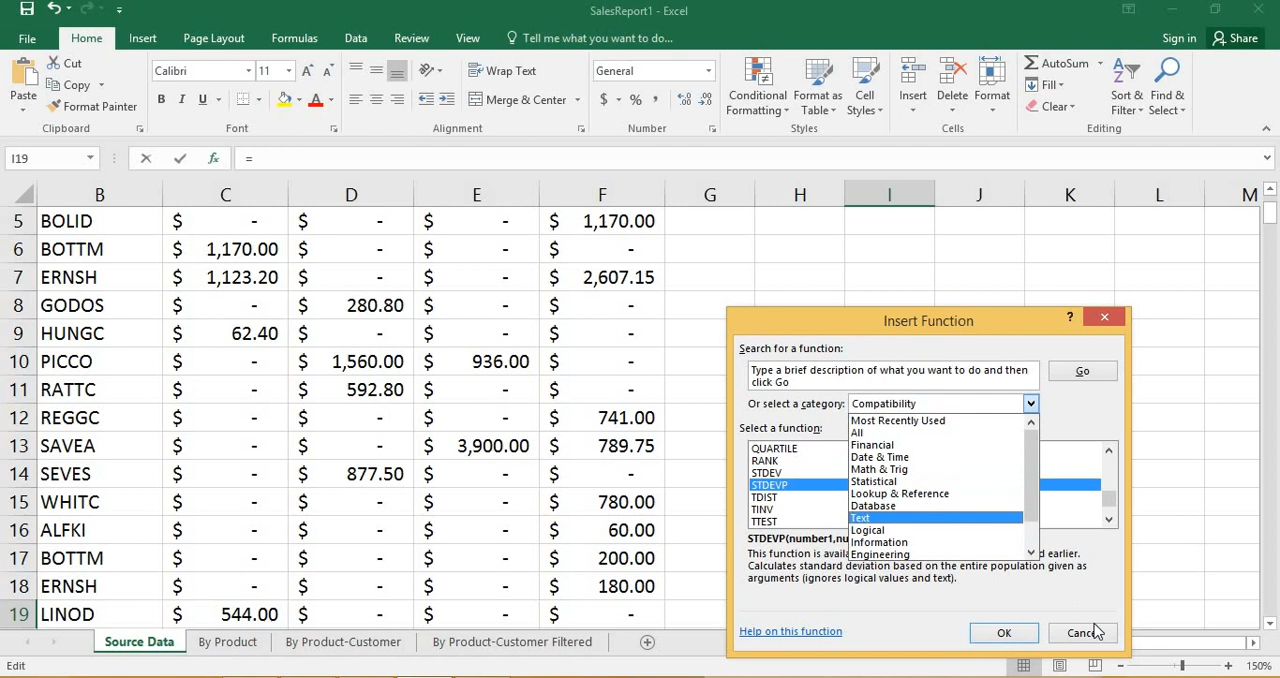 SalesReport1 - Excel
File Home Insert Page Layout Formulas Data Review View Tell me what you want to do... Sign in Share
Paste Cut Copy Format Painter
Calibri 11 Wrap Text General
B I U Merge & Center $ % ,
Conditional Formatting Format as Table Cell Styles
Insert Delete Format
AutoSum Fill Clear
Sort & Filter Find & Select
Clipboard Font Alignment Number Styles Cells Editing
I19 fx =
B C D E F G H I J K L M
5 BOLID $ - $ - $ - $ 1,170.00
6 BOTTM $ 1,170.00 $ - $ - $ -
7 ERNSH $ 1,123.20 $ - $ - $ 2,607.15
8 GODOS $ - $ 280.80 $ - $ -
9 HUNGC $ 62.40 $ - $ - $ -
10 PICCO $ - $ 1,560.00 $ 936.00 $ -
11 RATTC $ - $ 592.80 $ - $ -
12 REGGC $ - $ - $ - $ 741.00
13 SAVEA $ - $ - $ 3,900.00 $ 789.75
14 SEVES $ - $ 877.50 $ - $ -
15 WHITC $ - $ - $ - $ 780.00
16 ALFKI $ - $ - $ - $ 60.00
17 BOTTM $ - $ - $ - $ 200.00
18 ERNSH $ - $ - $ - $ 180.00
19 LINOD $ 544.00 $ - $ - $ -
Insert Function ?
Search for a function:
Type a brief description of what you want to do and then
click Go
Go
Or select a category: Compatibility
Most Recently Used
All
Financial
Date & Time
Math & Trig
Statistical
Lookup & Reference
Database
Text
Logical
Information
Engineering
Select a function:
QUARTILE
RANK
STDEV
STDEVP
TDIST
TINV
TTEST
STDEVP(number1,nu
This function is availa d earlier.
Calculates standard deviation based on the entire population given as
arguments (ignores logical values and text).
Help on this function OK Cancel
Source Data By Product By Product-Customer By Product-Customer Filtered
Edit 150%